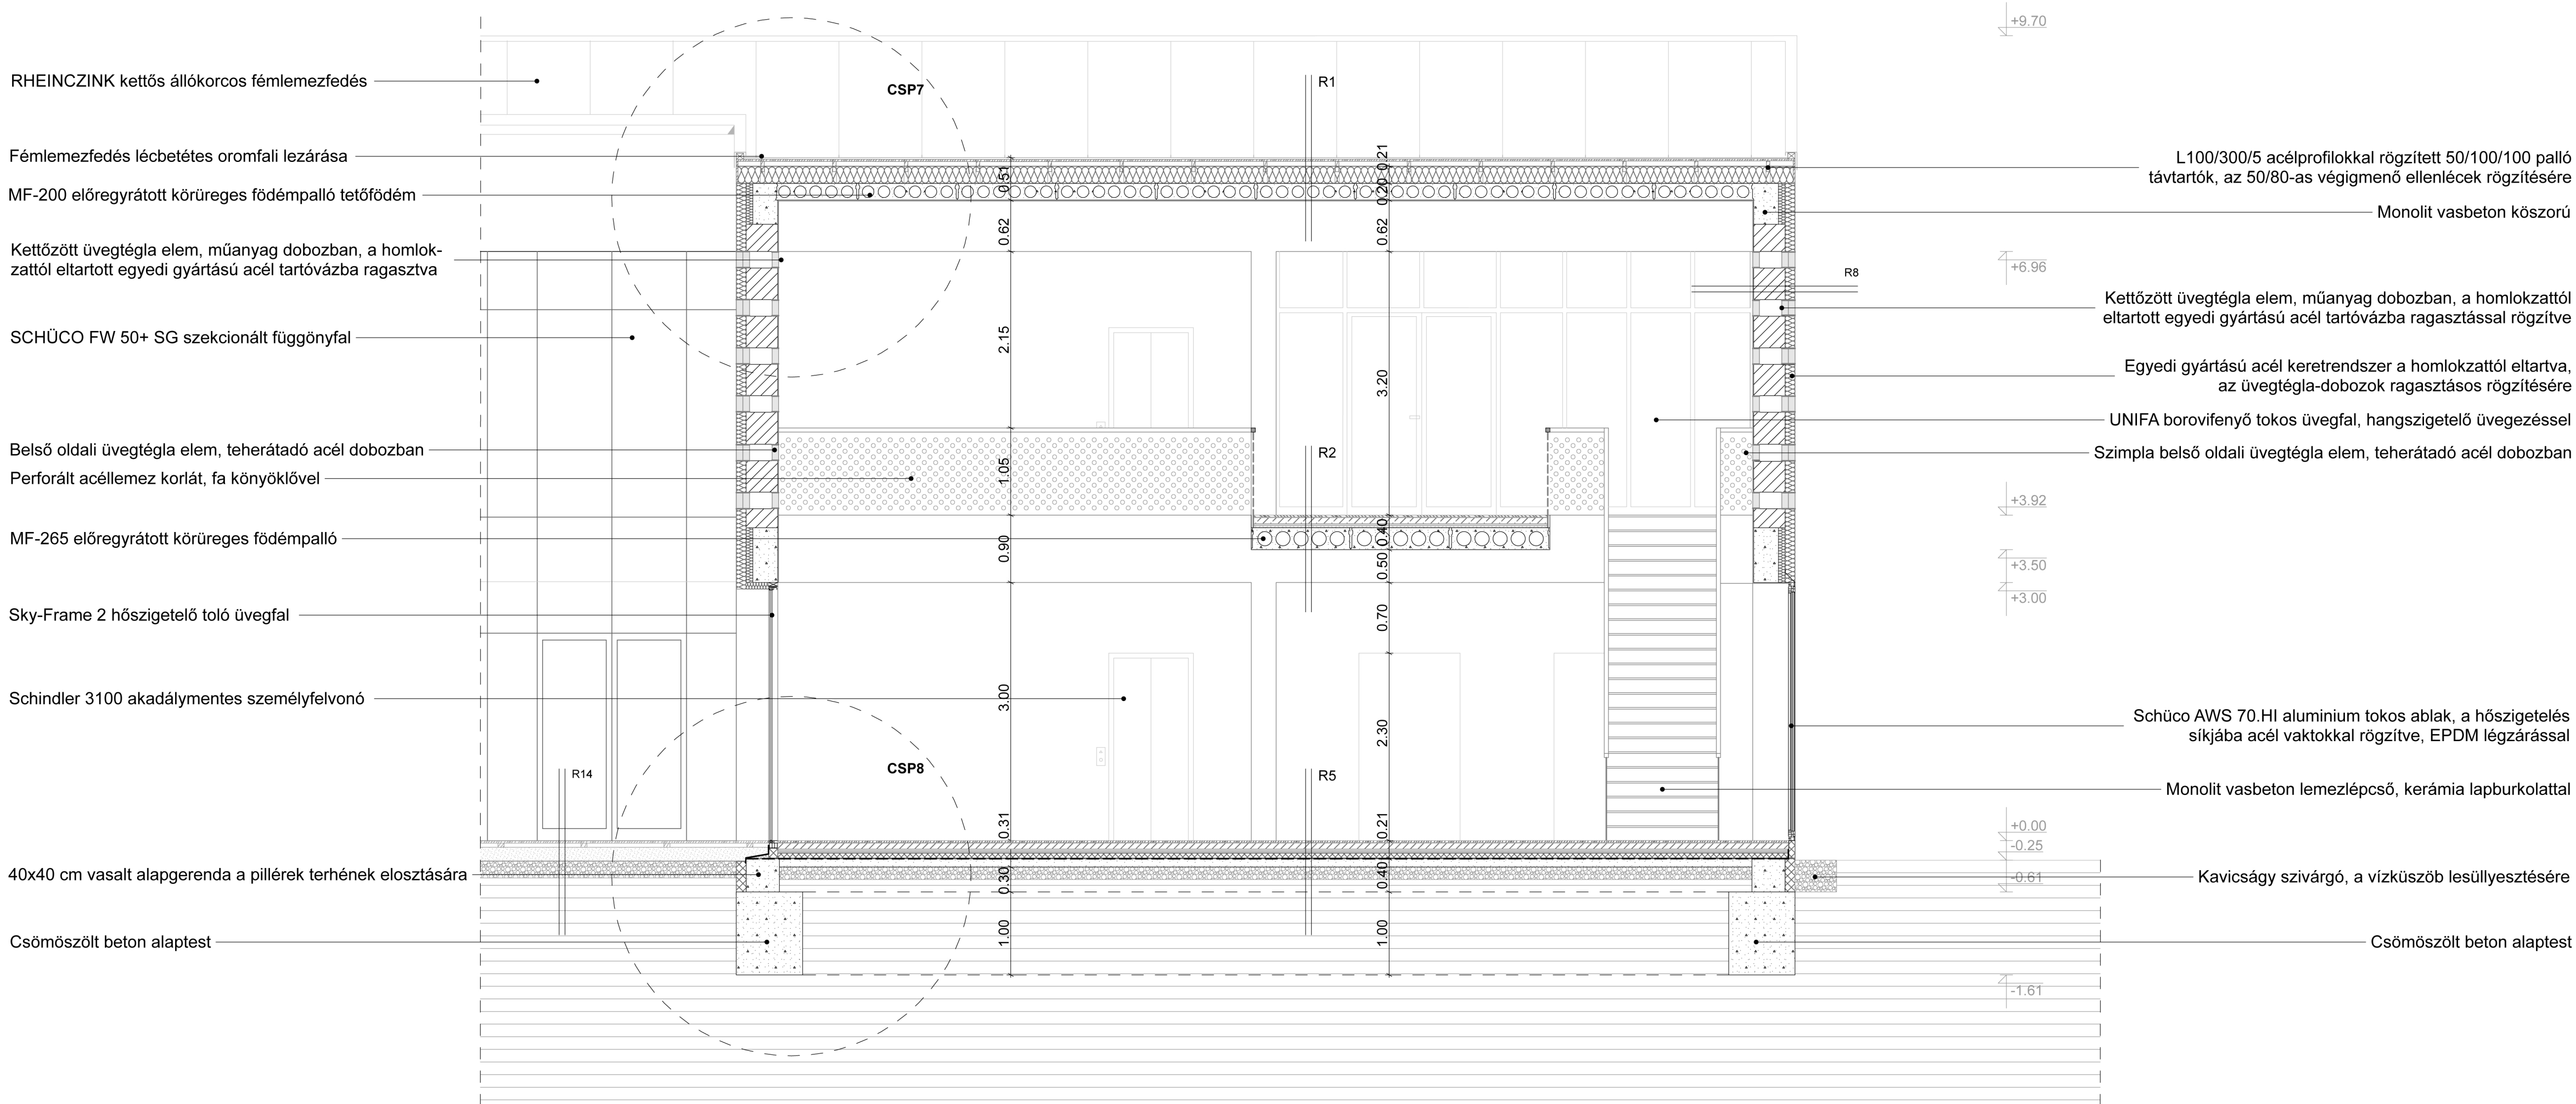 RHEINCZINK kettős állókorcos fémlemezfedés
Fémlemezfedés lécbetétes oromfali lezárása
MF-200 előregyrátott körüreges födémpalló tetőfödém
Kettőzött üvegtégla elem, műanyag dobozban, a homlok-
zattól eltartott egyedi gyártású acél tartóvázba ragasztva
SCHÜCO FW 50+ SG szekcionált függönyfal
Belső oldali üvegtégla elem, teherátadó acél dobozban
Perforált acéllemez korlát, fa könyöklővel
MF-265 előregyrátott körüreges födémpalló
Sky-Frame 2 hőszigetelő toló üvegfal
Schindler 3100 akadálymentes személyfelvonó
40x40 cm vasalt alapgerenda a pillérek terhének elosztására
Csömöszölt beton alaptest
CSP7
CSP8
R1
R2
R5
R8
R14
0.51
0.62
2.15
1.05
0.90
3.00
0.31
0.30
1.00
0.21
0.20
0.62
3.20
0.40
0.50
0.70
2.30
0.21
0.40
1.00
+9.70
+6.96
+3.92
+3.50
+3.00
+0.00
-0.25
-0.61
-1.61
L100/300/5 acélprofilokkal rögzített 50/100/100 palló
távtartók, az 50/80-as végigmenő ellenlécek rögzítésére
Monolit vasbeton köszorú
Kettőzött üvegtégla elem, műanyag dobozban, a homlokzattól
eltartott egyedi gyártású acél tartóvázba ragasztással rögzítve
Egyedi gyártású acél keretrendszer a homlokzattól eltartva,
az üvegtégla-dobozok ragasztásos rögzítésére
UNIFA borovifenyő tokos üvegfal, hangszigetelő üvegezéssel
Szimpla belső oldali üvegtégla elem, teherátadó acél dobozban
Schüco AWS 70.HI aluminium tokos ablak, a hőszigetelés
síkjába acél vaktokkal rögzítve, EPDM légzárással
Monolit vasbeton lemezlépcső, kerámia lapburkolattal
Kavicságy szivárgó, a vízküszöb lesüllyesztésére
Csömöszölt beton alaptest